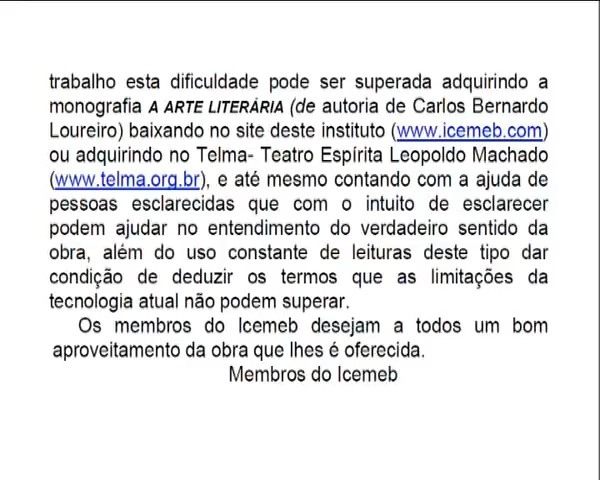 trabalho esta dificuldade pode ser superada adquirindo a
monografia A ARTE LITERÁRIA (de autoria de Carlos Bernardo
Loureiro) baixando no site deste instituto (www.icemeb.com)
ou adquirindo no Telma- Teatro Espírita Leopoldo Machado
(www.telma.org.br), e até mesmo contando com a ajuda de
pessoas esclarecidas que com o intuito de esclarecer
podem ajudar no entendimento do verdadeiro sentido da
obra, além do uso constante de leituras deste tipo dar
condição de deduzir os termos que as limitações da
tecnologia atual não podem superar.
Os membros do Icemeb desejam a todos um bom
aproveitamento da obra que lhes é oferecida.
Membros do Icemeb